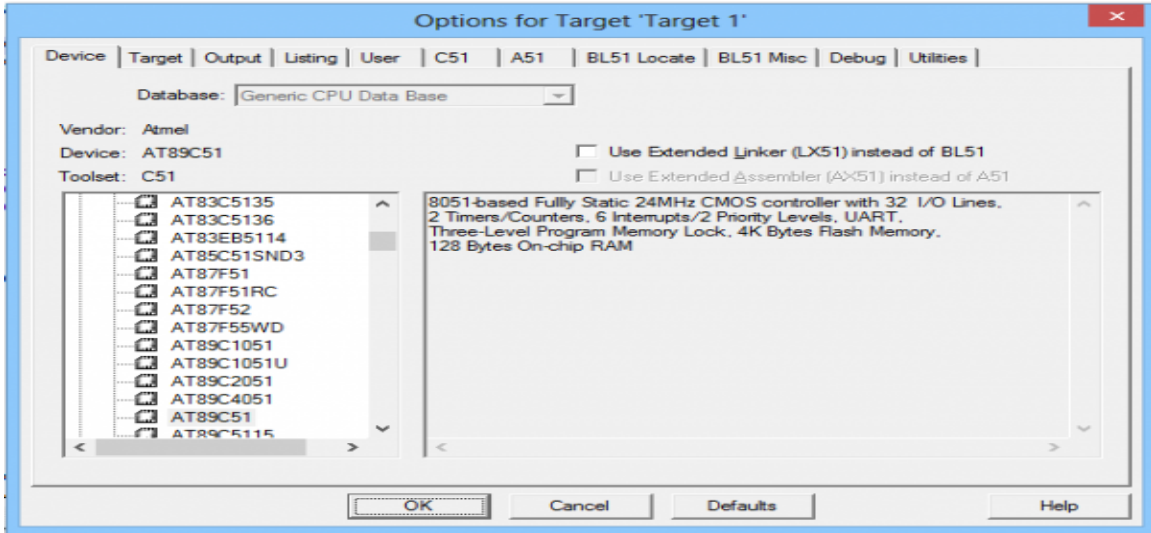 Options for Target 'Target 1'
Device Target Output Listing User C51 A51 BL51 Locate BL51 Misc Debug Utilities
Database: Generic CPU Data Base
Vendor: Atmel
Device: AT89C51
Use Extended Linker (LX51) instead of BL51
Toolset: C51
Use Extended Assembler (AX51) instead of A51
AT83C5135
AT83C5136
AT83EB5114
AT85C51SND3
AT87F51
AT87F51RC
AT87F52
AT87F55WD
AT89C1051
AT89C1051U
AT89C2051
AT89C4051
AT89C51
AT89C5115
8051-based Fullly Static 24MHz CMOS controller with 32 I/O Lines,
2 Timers/Counters, 6 Interrupts/2 Priority Levels, UART,
Three-Level Program Memory Lock, 4K Bytes Flash Memory,
128 Bytes On-chip RAM
OK Cancel Defaults Help